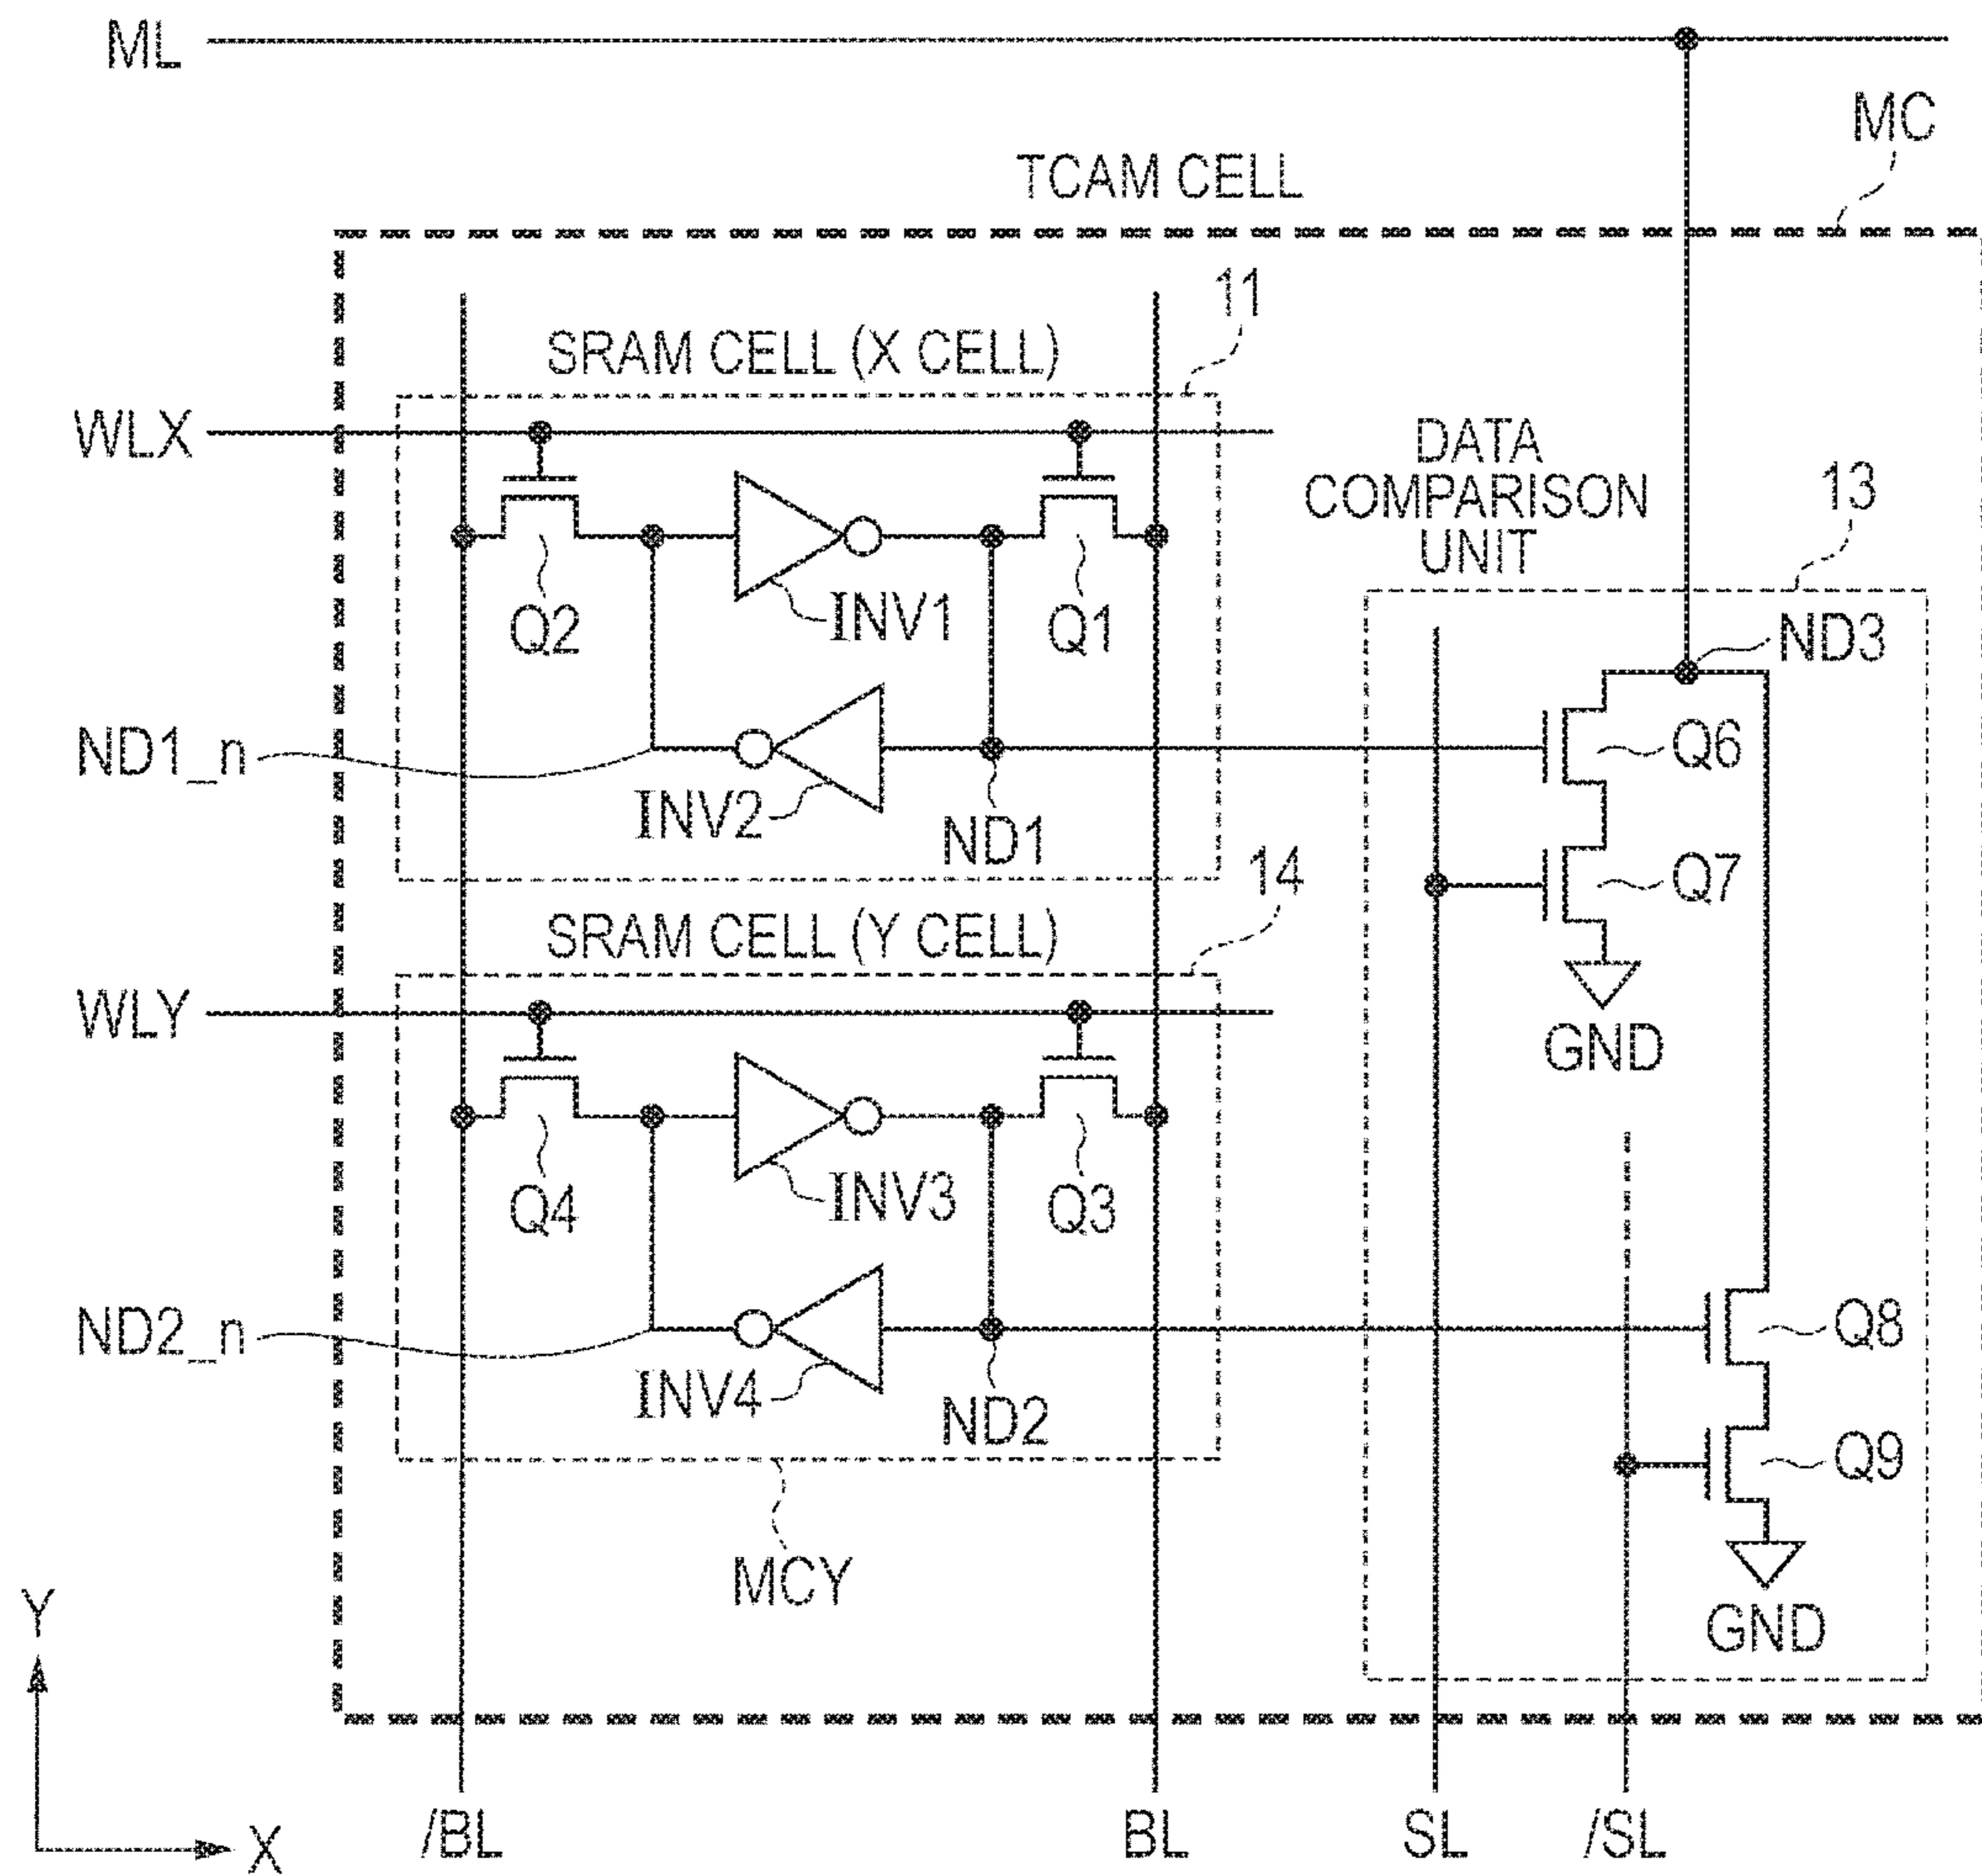 ML
MC
TCAM CELL
11
SRAM CELL (X CELL)
WLX
DATA
COMPARISON
UNIT
13
Q2
INV1
Q1
ND3
ND1_n
Q6
INV2
ND1
14
Q7
SRAM CELL (Y CELL)
WLY
GND
Q4
INV3
Q3
ND2_n
Q8
INV4
ND2
Q9
MCY
GND
Y
X
/BL
BL
SL
/SL